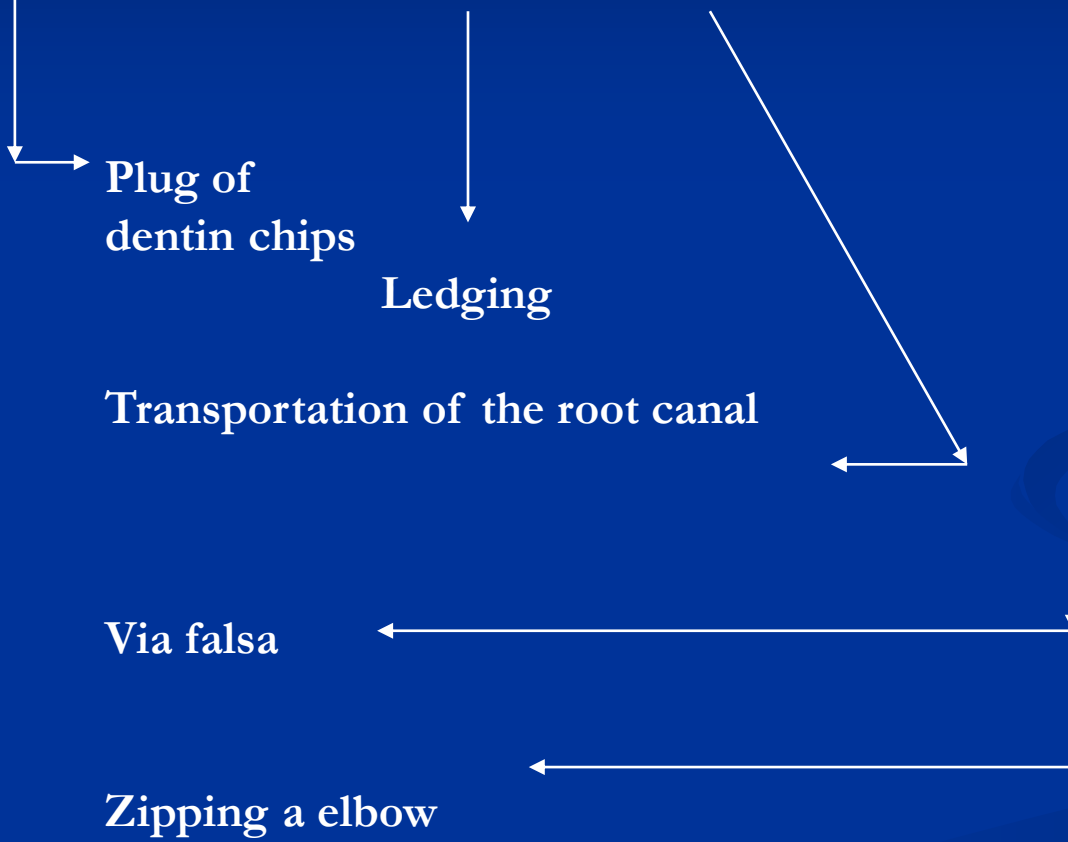 Plug of
dentin chips
Ledging
Transportation of the root canal
Via falsa
Zipping a elbow